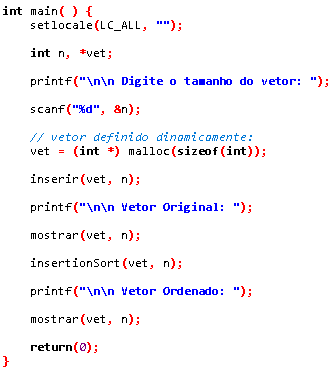 int main( ) {
setlocale(LC_ALL, "");
int n, *vet;
printf("\n\n Digite o tamanho do vetor: ");
scanf("%d", &n);
// vetor definido dinamicamente:
vet = (int *) malloc(sizeof(int));
inserir(vet, n);
printf("\n\n Vetor Original: ");
mostrar(vet, n);
insertionSort(vet, n);
printf("\n\n Vetor Ordenado: ");
mostrar(vet, n);
return(0);
}